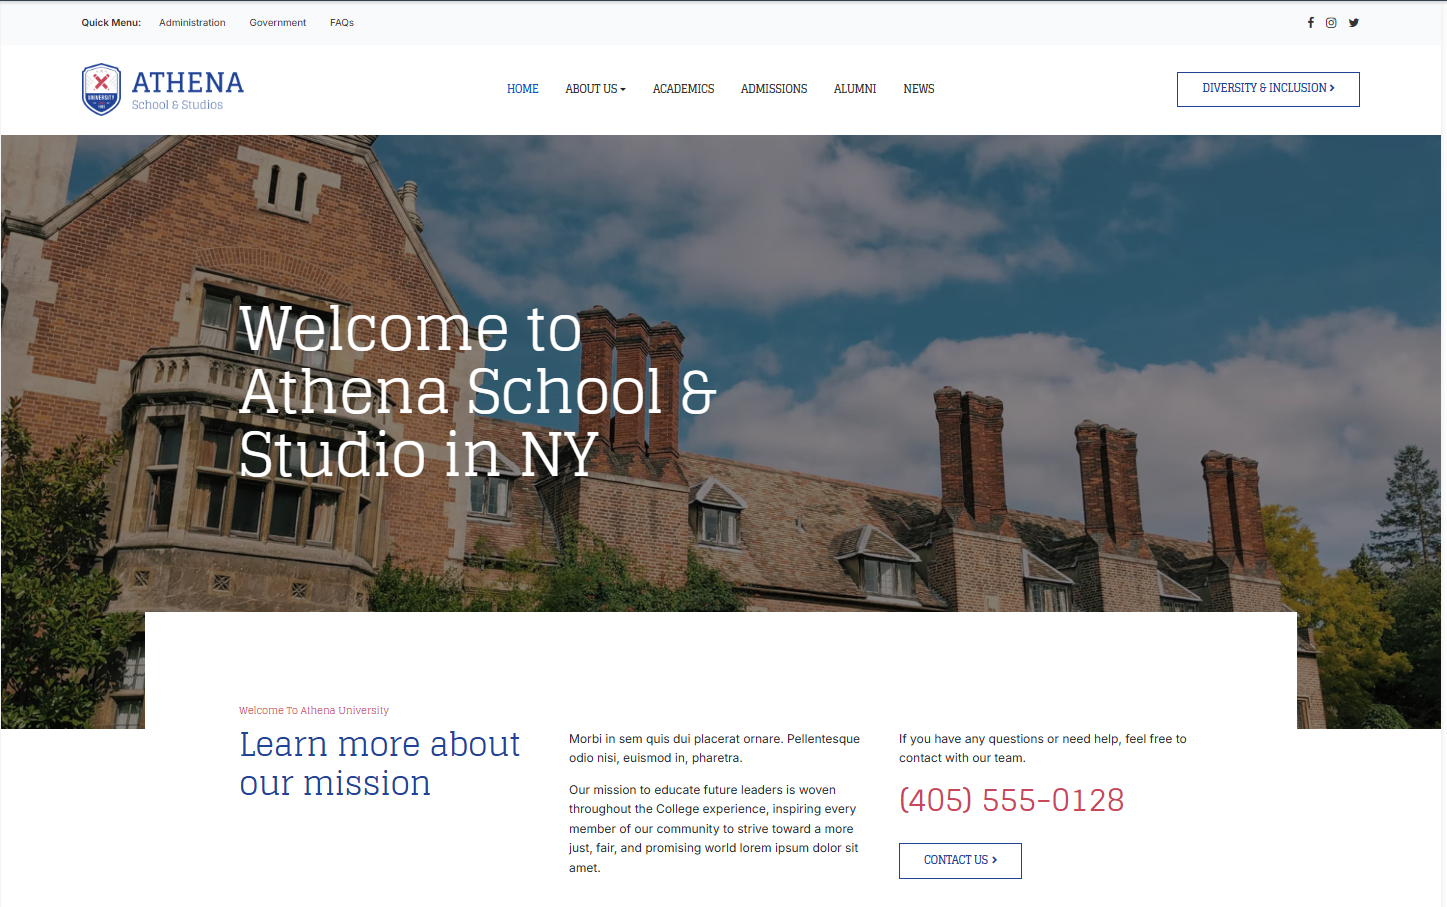 Quick Menu: Administration Government FAQs
ATHENA
School & Studios
UNIVERSITY
HOME ABOUT US ACADEMICS ADMISSIONS ALUMNI NEWS
DIVERSITY & INCLUSION
Welcome to
Athena School &
Studio in NY
Welcome To Athena University
Learn more about
our mission
Morbi in sem quis dui placerat ornare. Pellentesque
odio nisi, euismod in, pharetra.
Our mission to educate future leaders is woven
throughout the College experience, inspiring every
member of our community to strive toward a more
just, fair, and promising world lorem ipsum dolor sit
amet.
If you have any questions or need help, feel free to
contact with our team.
(405) 555-0128
CONTACT US